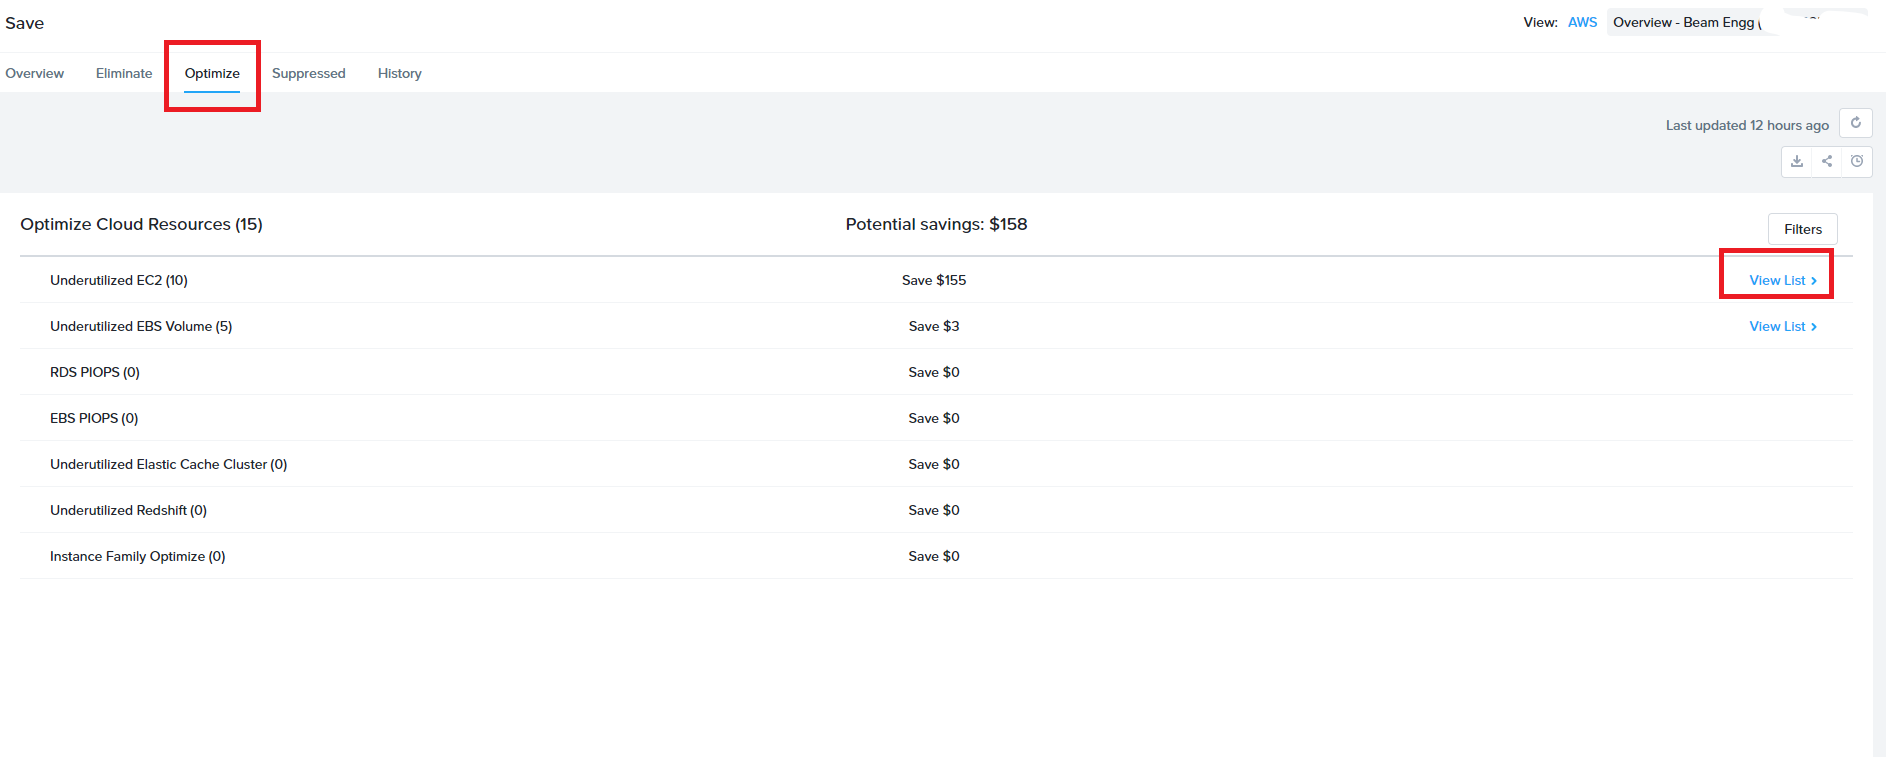 Save
View: AWS Overview - Beam Engg (
Overview Eliminate Optimize Suppressed History
Last updated 12 hours ago
Optimize Cloud Resources (15) Potential savings: $158 Filters
Underutilized EC2 (10) Save $155 View List
Underutilized EBS Volume (5) Save $3 View List
RDS PIOPS (0) Save $0
EBS PIOPS (0) Save $0
Underutilized Elastic Cache Cluster (0) Save $0
Underutilized Redshift (0) Save $0
Instance Family Optimize (0) Save $0